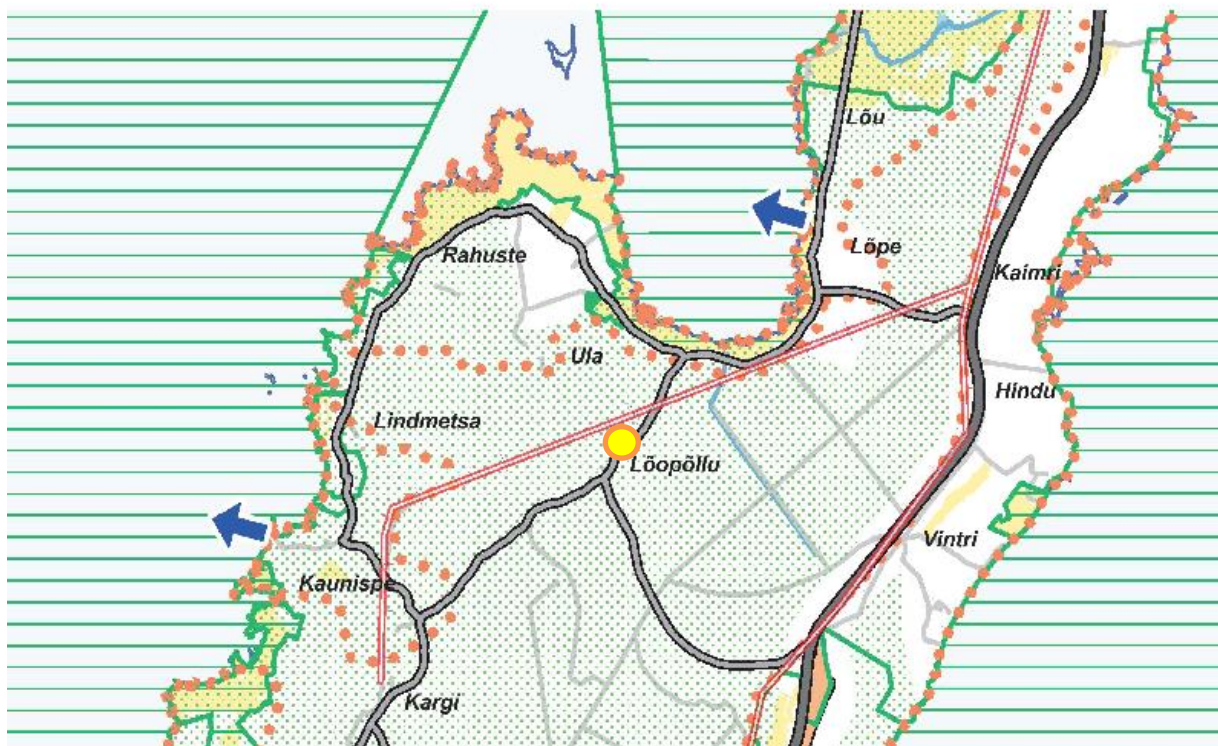 Lõu
Rahuste
Lõpe
Kaimri
Ula
Hindu
Lindmetsa
Lõopõllu
Vintri
Kaunispe
Kargi